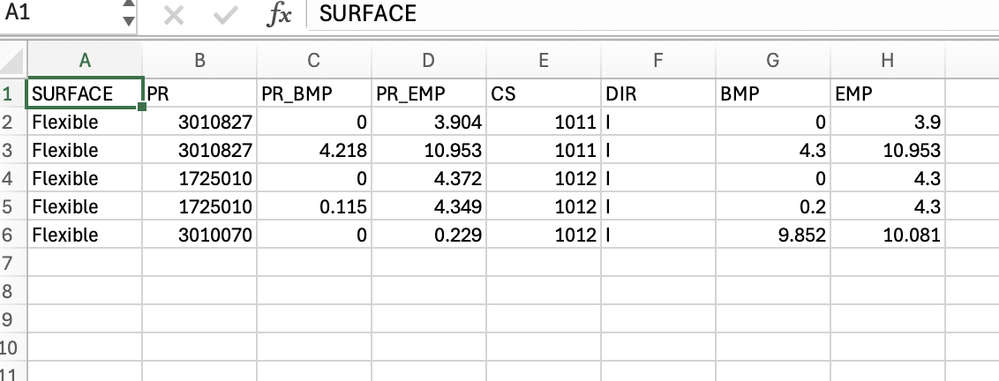 A1 fx SURFACE
A B C D E F G H
1 SURFACE PR PR_BMP PR_EMP CS DIR BMP EMP
2 Flexible 3010827 0 3.904 1011 I 0 3.9
3 Flexible 3010827 4.218 10.953 1011 I 4.3 10.953
4 Flexible 1725010 0 4.372 1012 I 0 4.3
5 Flexible 1725010 0.115 4.349 1012 I 0.2 4.3
6 Flexible 3010070 0 0.229 1012 I 9.852 10.081
7
8
9
10
11